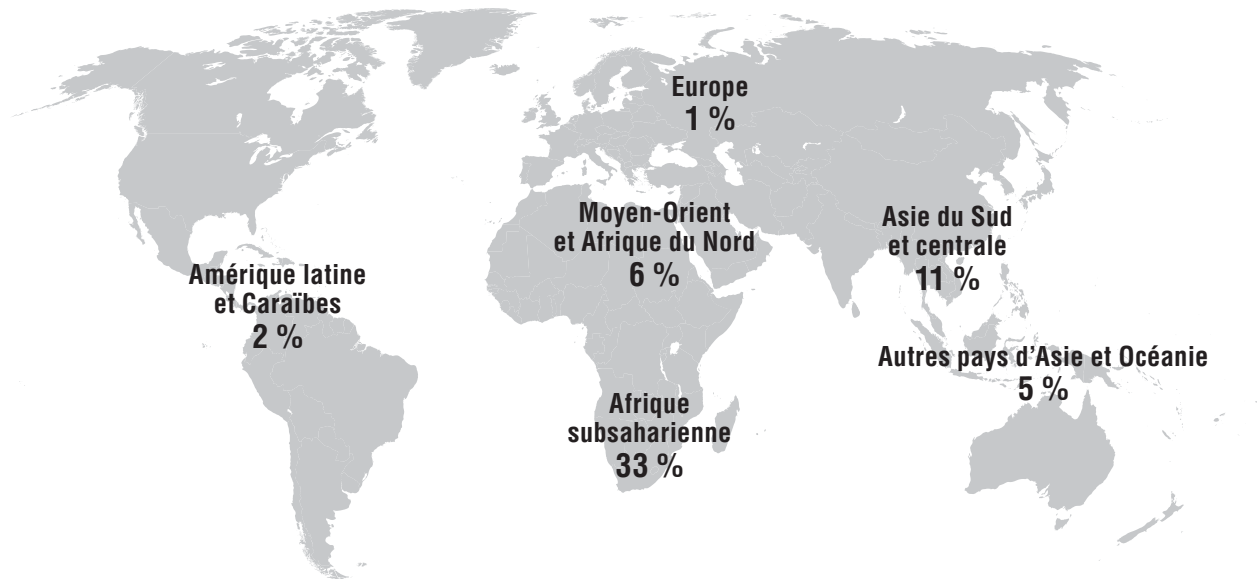 Europe
1 %
Moyen-Orient
et Afrique du Nord
6 %
Asie du Sud
et centrale
11 %
Amérique latine
et Caraïbes
2 %
Autres pays d’Asie et Océanie
5 %
Afrique
subsaharienne
33 %